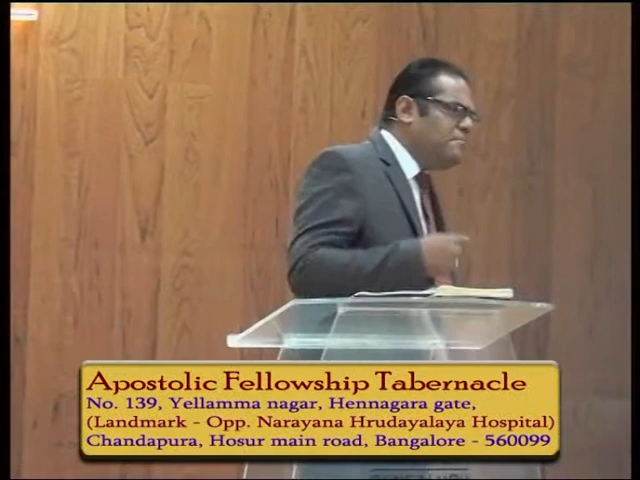 Apostolic Fellowship Tabernacle
No. 139, Yellamma nagar, Hennagara gate,
(Landmark - Opp. Narayana Hrudayalaya Hospital)
Chandapura, Hosur main road, Bangalore - 560099